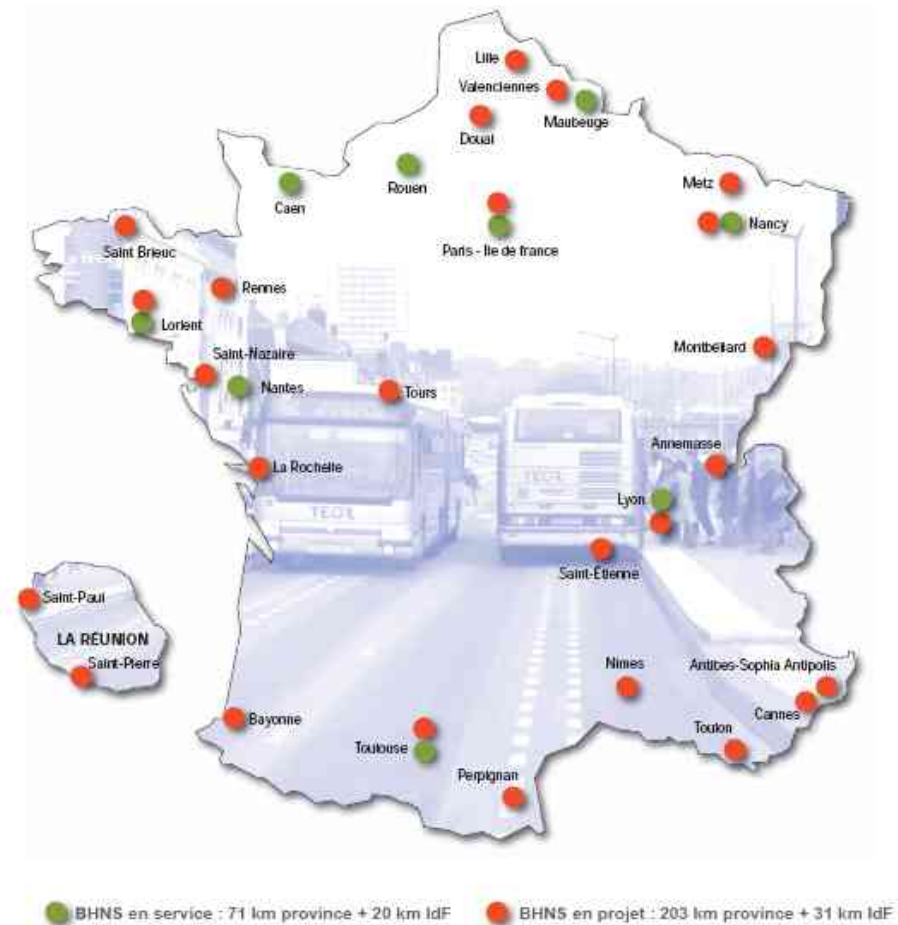 Lille
Valenciennes
Maubeuge
Douai
Rouen
Caen
Metz
Nancy
Paris - Ile de france
Saint Brieuc
Rennes
Lorient
Montbéliard
Saint-Nazaire
Nantes
Tours
Annemasse
La Rochelle
Lyon
TEOR
TEOR
Saint-Étienne
Saint-Paul
LA RÉUNION
Saint-Pierre
Nimes
Antibes-Sophia Antipolis
Cannes
Bayonne
Toulon
Toulouse
Perpignan
BHNS en service : 71 km province + 20 km IdF
BHNS en projet : 203 km province + 31 km IdF